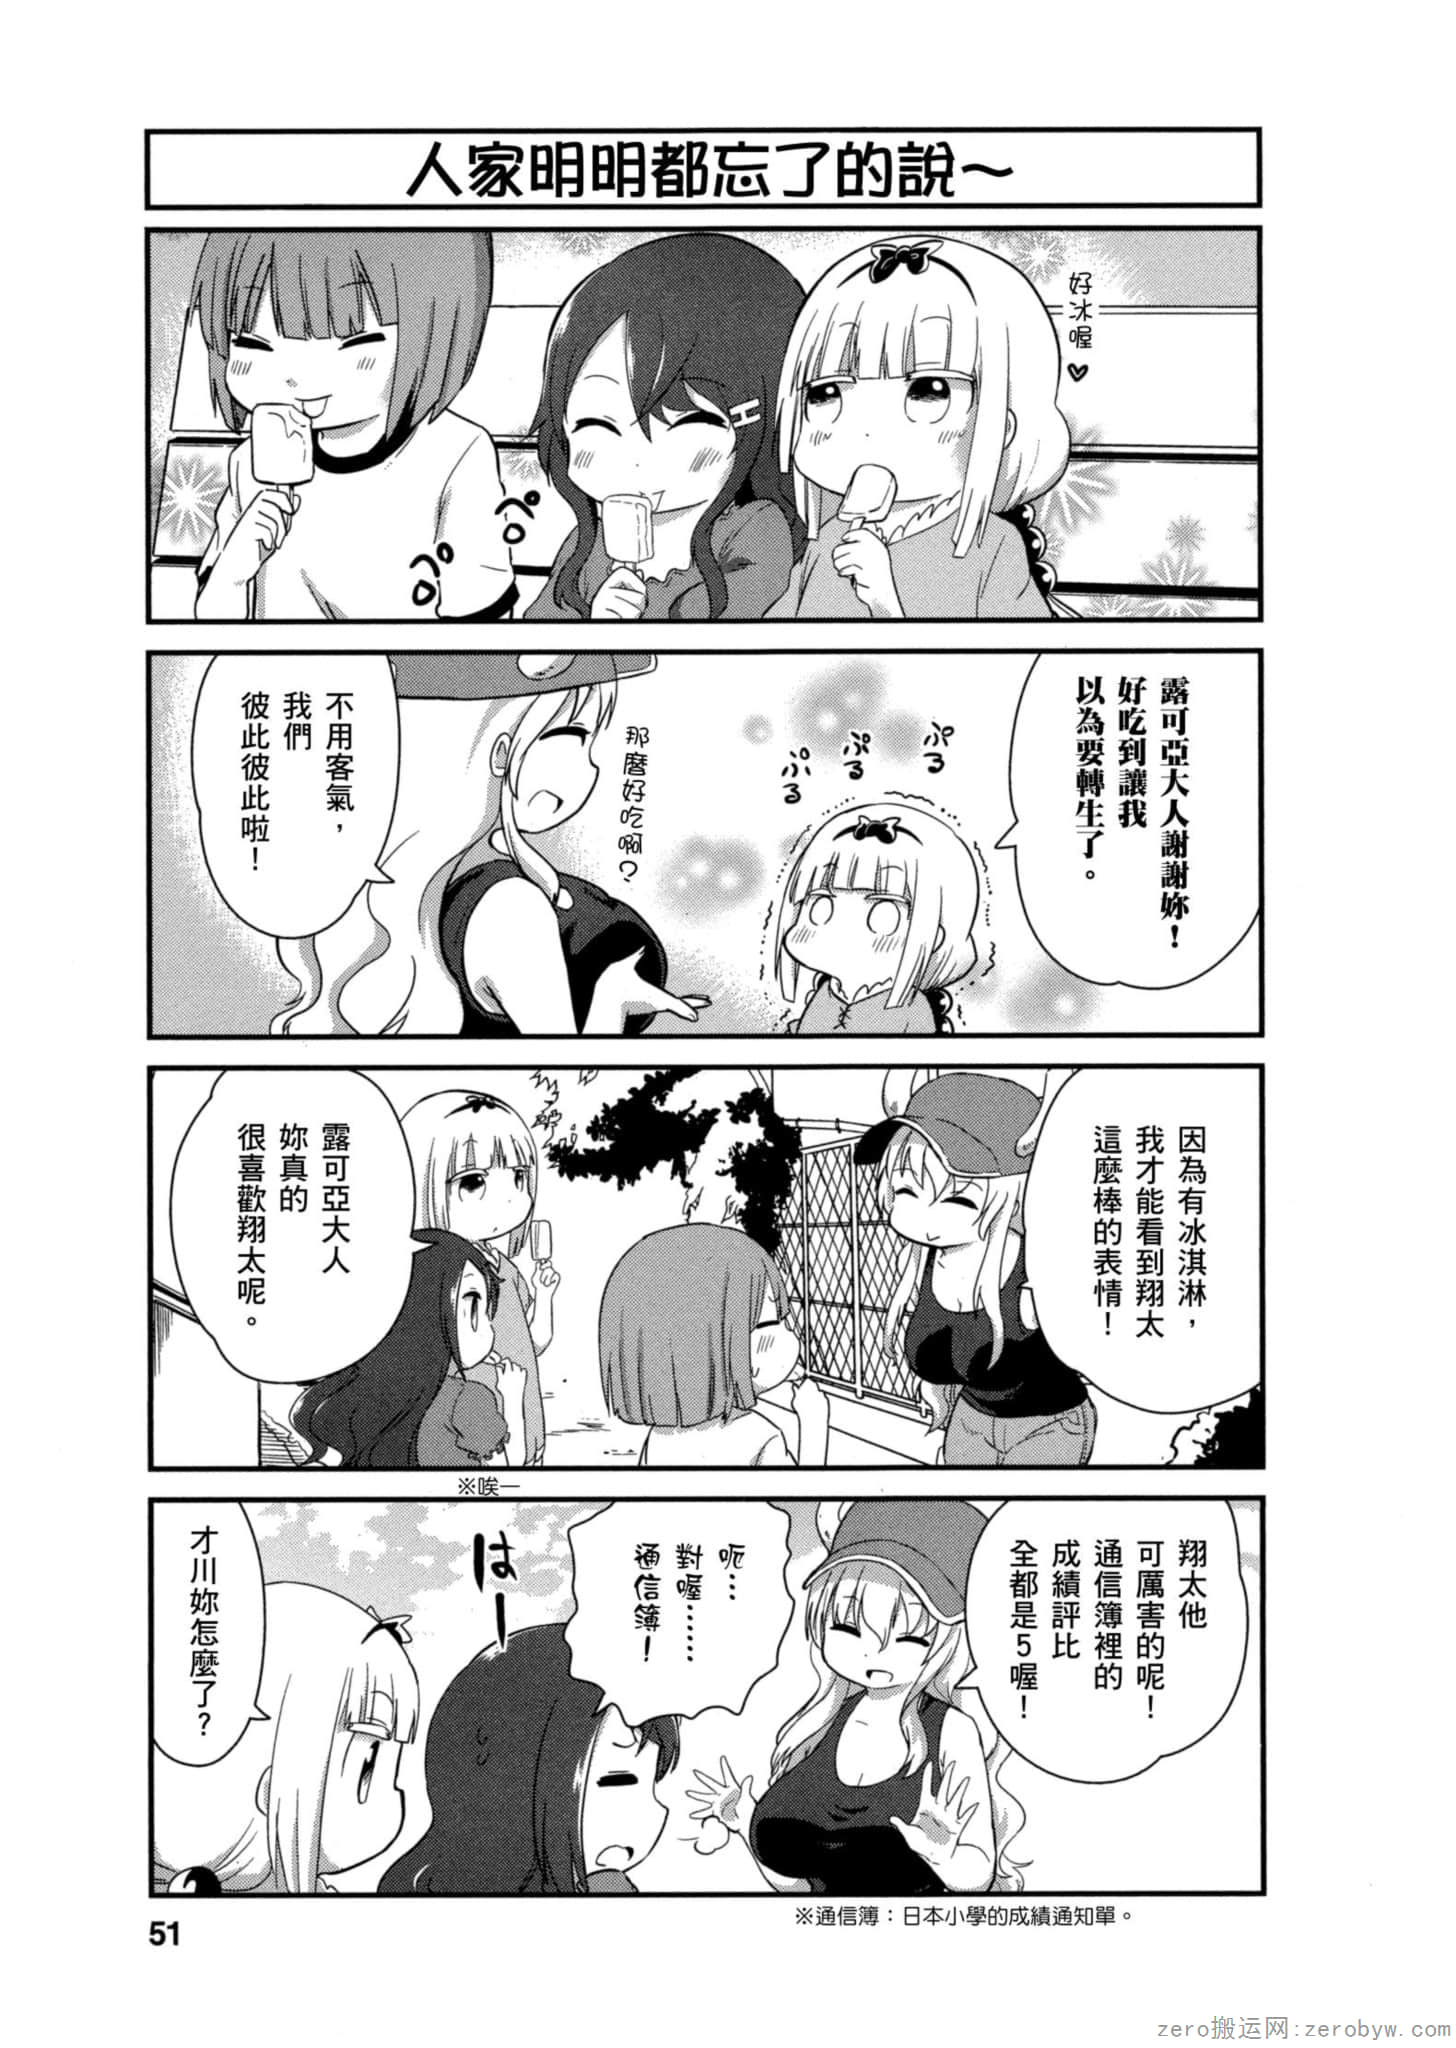 人家明明都忘了的說～
好冰喔♥
ペろ
ペろ
露可亞大人謝謝妳！
好吃到讓我
以為要轉生了。
ぷる
ぷる
ぷる
那麼好吃啊？
不用客氣，
我們
彼此彼此啦！
因為有冰淇淋，
我才能看到翔太
這麼棒的表情！
露可亞大人
妳真的
很喜歡翔太呢。
※唉—
翔太他
可厲害的呢！
通信簿裡的
成績評比
全都是5喔！
呃…
對喔……
通信簿！
はー
才川妳怎麼了？
※通信簿：日本小學的成績通知單。
51
zero搬运网:zerobyw.com